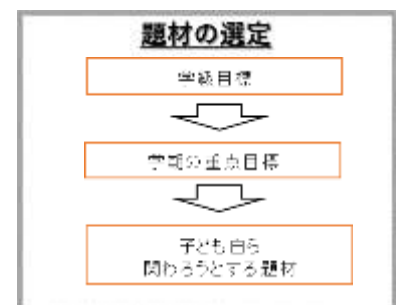 題材の選定
学級目標
学期の重点目標
子ども自ら
関わろうとする題材